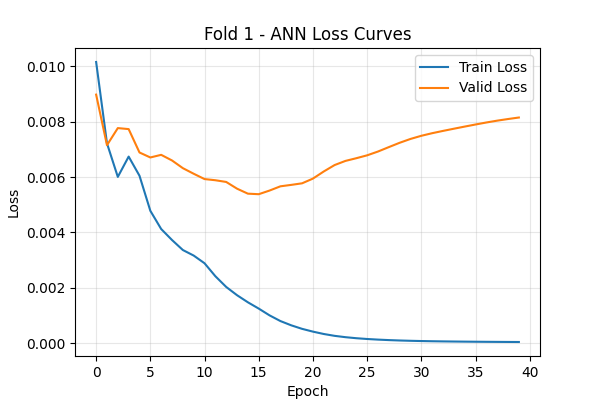 Fold 1 - ANN Loss Curves
Train Loss
Valid Loss
0.010
0.008
0.006
0.004
0.002
0.000
Loss
0 5 10 15 20 25 30 35 40
Epoch